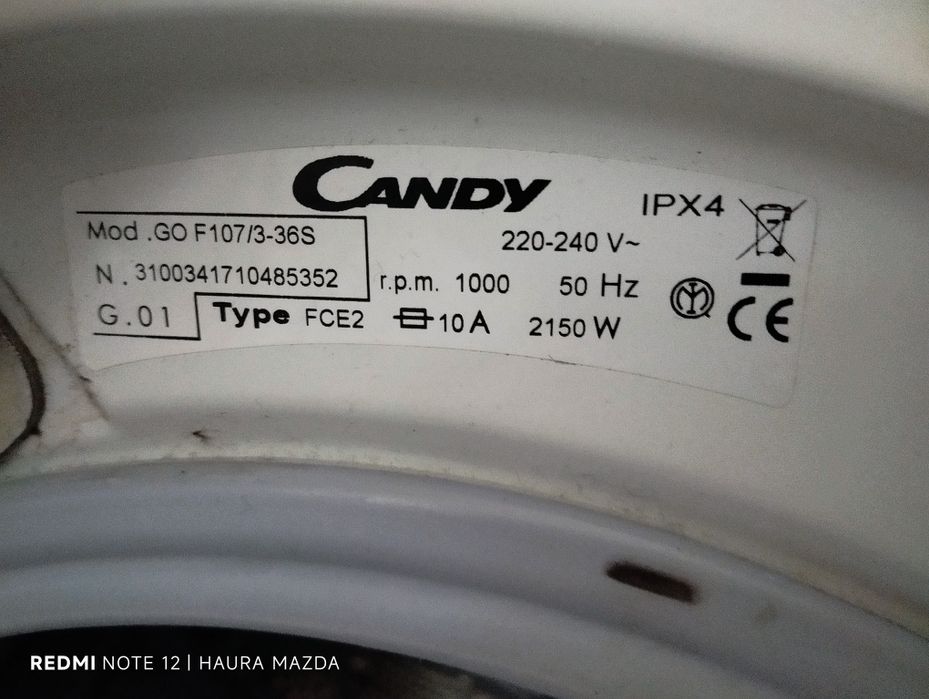 CANDY
IPX4
Mod .GO F107/3-36S
220-240 V~
N. 3100341710485352
r.p.m. 1000
50 Hz
G.01
Type FCE2
10 A
2150 W
CE
REDMI NOTE 12 | HAURA MAZDA